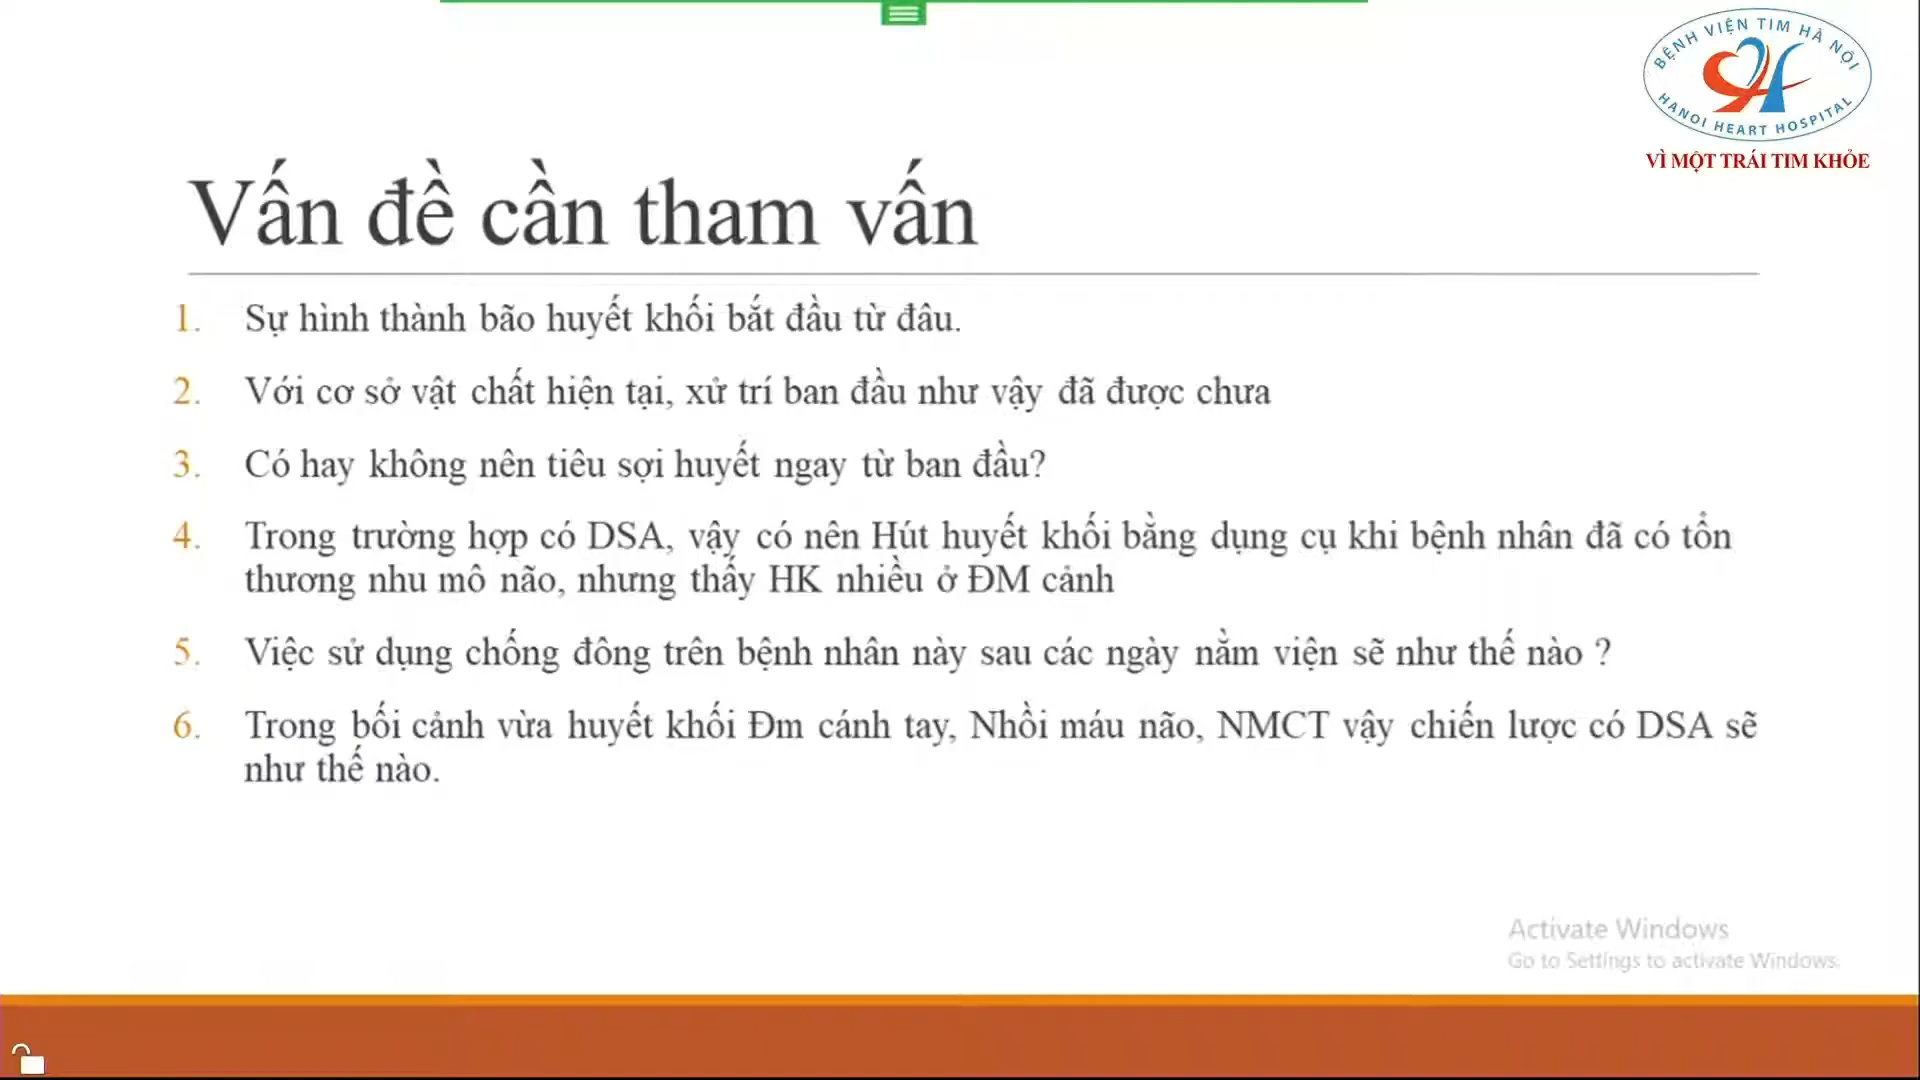 BỆNH VIỆN TIM HÀ NỘI
HANOI HEART HOSPITAL
VÌ MỘT TRÁI TIM KHỎE
Vấn đề cần tham vấn
1. Sự hình thành bão huyết khối bắt đầu từ đâu.
2. Với cơ sở vật chất hiện tại, xử trí ban đầu như vậy đã được chưa
3. Có hay không nên tiêu sợi huyết ngay từ ban đầu?
4. Trong trường hợp có DSA, vậy có nên Hút huyết khối bằng dụng cụ khi bệnh nhân đã có tổn
thương nhu mô não, nhưng thấy HK nhiều ở ĐM cảnh
5. Việc sử dụng chống đông trên bệnh nhân này sau các ngày nằm viện sẽ như thế nào ?
6. Trong bối cảnh vừa huyết khối Đm cánh tay, Nhồi máu não, NMCT vậy chiến lược có DSA sẽ
như thế nào.
Activate Windows
Go to Settings to activate Windows.